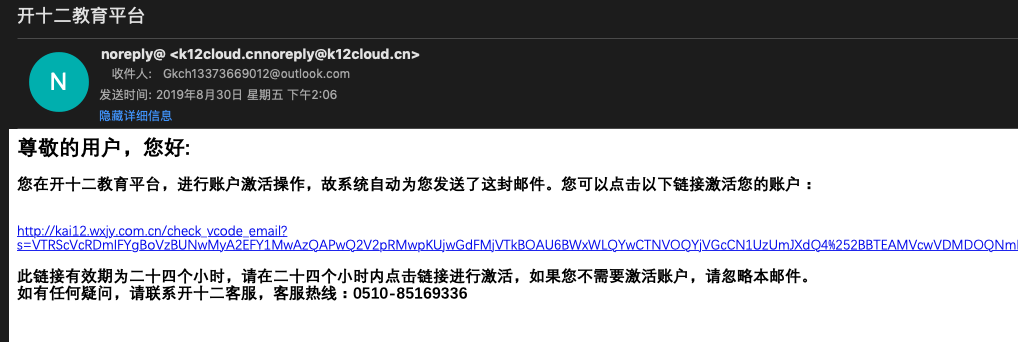 开十二教育平台
N
noreply@ <k12cloud.cnnoreply@k12cloud.cn>
收件人: Gkch13373669012@outlook.com
发送时间: 2019年8月30日 星期五 下午2:06
隐藏详细信息
尊敬的用户，您好:
您在开十二教育平台，进行账户激活操作，故系统自动为您发送了这封邮件。您可以点击以下链接激活您的账户：
http://kai12.wxjy.com.cn/check_vcode_email?
s=VTRScVcRDmlFYgBoVzBUNwMyA2EFY1MwAzQAPwQ2V2pRMwpKUjwGdFMjVTkBOAU6BWxWLQYwCTNVOQYjVGcCN1UzUmJXdQ4%252BBTEAMVcwVDMDOQNm
此链接有效期为二十四个小时，请在二十四个小时内点击链接进行激活，如果您不需要激活账户，请忽略本邮件。
如有任何疑问，请联系开十二客服，客服热线：0510-85169336